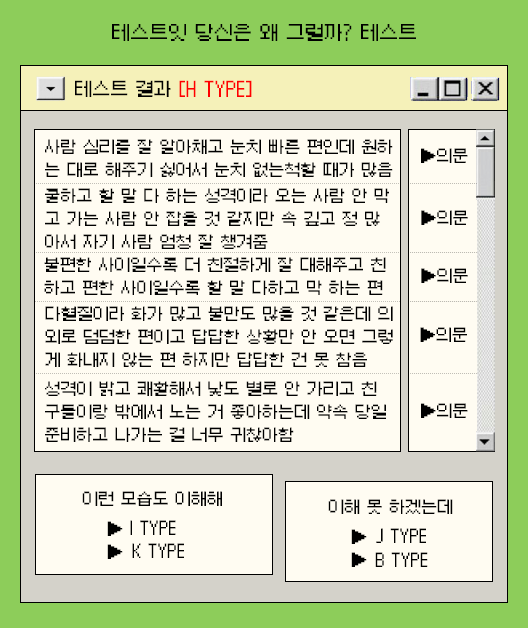 테스트잇 당신은 왜 그럴까? 테스트
테스트 결과 [H TYPE]
사람 심리를 잘 알아채고 눈치 빠른 편인데 원하
는 대로 해주기 싫어서 눈치 없는척할 때가 많음
▶의문
쿨하고 할 말 다 하는 성격이라 오는 사람 안 막
고 가는 사람 안 잡을 것 같지만 속 깊고 정 많
아서 자기 사람 엄청 잘 챙겨줌
▶의문
불편한 사이일수록 더 친절하게 잘 대해주고 친
하고 편한 사이일수록 할 말 다하고 막 하는 편
▶의문
다혈질이라 화가 많고 불만도 많을 것 같은데 의
외로 덤덤한 편이고 답답한 상황만 안 오면 그렇
게 화내지 않는 편 하지만 답답한 건 못 참음
▶의문
성격이 밝고 쾌활해서 낯도 별로 안 가리고 친
구들이랑 밖에서 노는 거 좋아하는데 약속 당일
준비하고 나가는 걸 너무 귀찮아함
▶의문
이런 모습도 이해해
▶ I TYPE
▶ K TYPE
이해 못 하겠는데
▶ J TYPE
▶ B TYPE